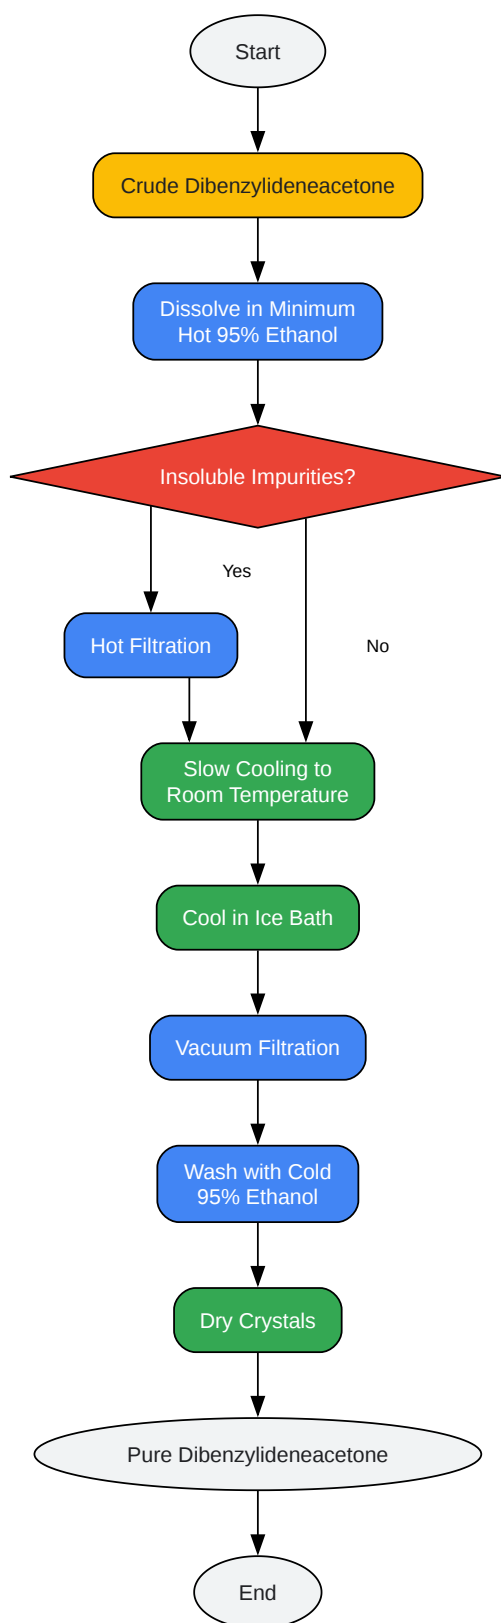 Start
Crude Dibenzylideneacetone
Dissolve in Minimum
Hot 95% Ethanol
Insoluble Impurities?
Yes
Hot Filtration
No
Slow Cooling to
Room Temperature
Cool in Ice Bath
Vacuum Filtration
Wash with Cold
95% Ethanol
Dry Crystals
Pure Dibenzylideneacetone
End